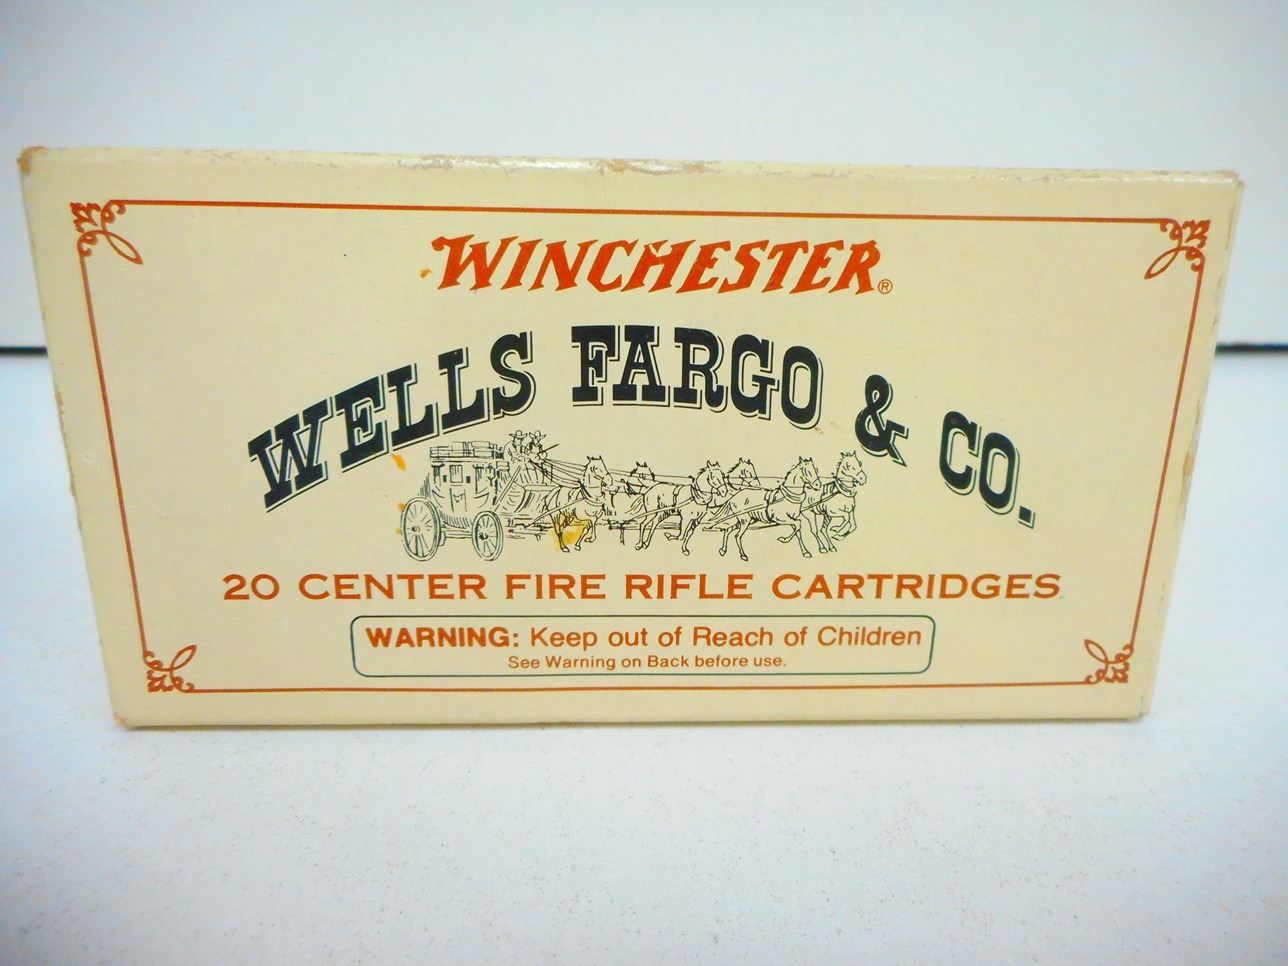 WINCHESTER®
WELLS FARGO & CO.
20 CENTER FIRE RIFLE CARTRIDGES
WARNING: Keep out of Reach of Children
See Warning on Back before use.